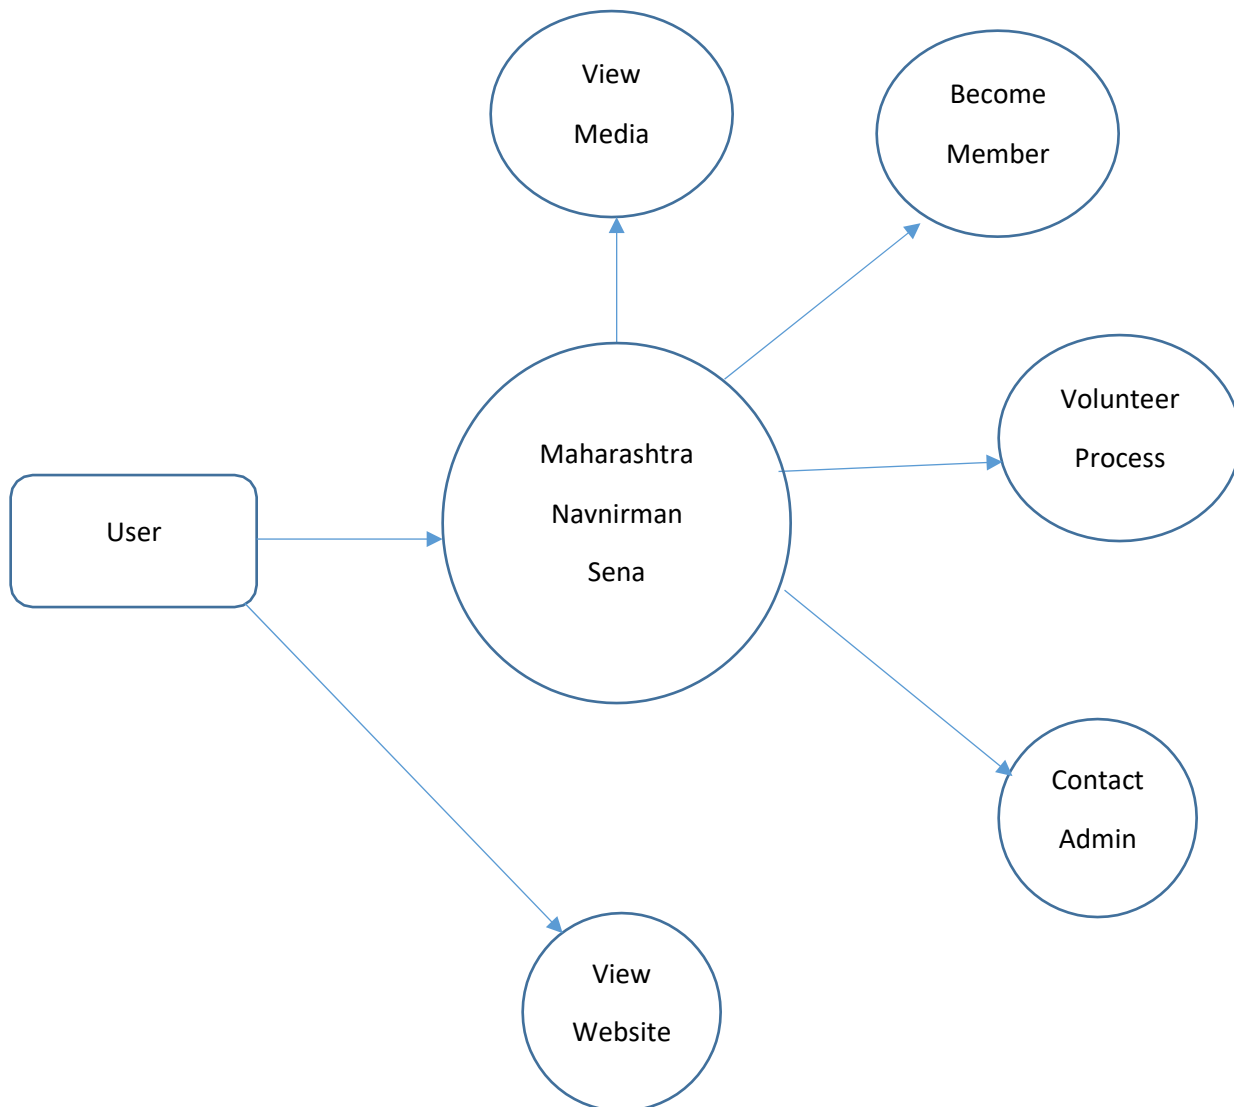 View
Media
Become
Member
Volunteer
Process
Maharashtra
Navnirman
Sena
User
Contact
Admin
View
Website